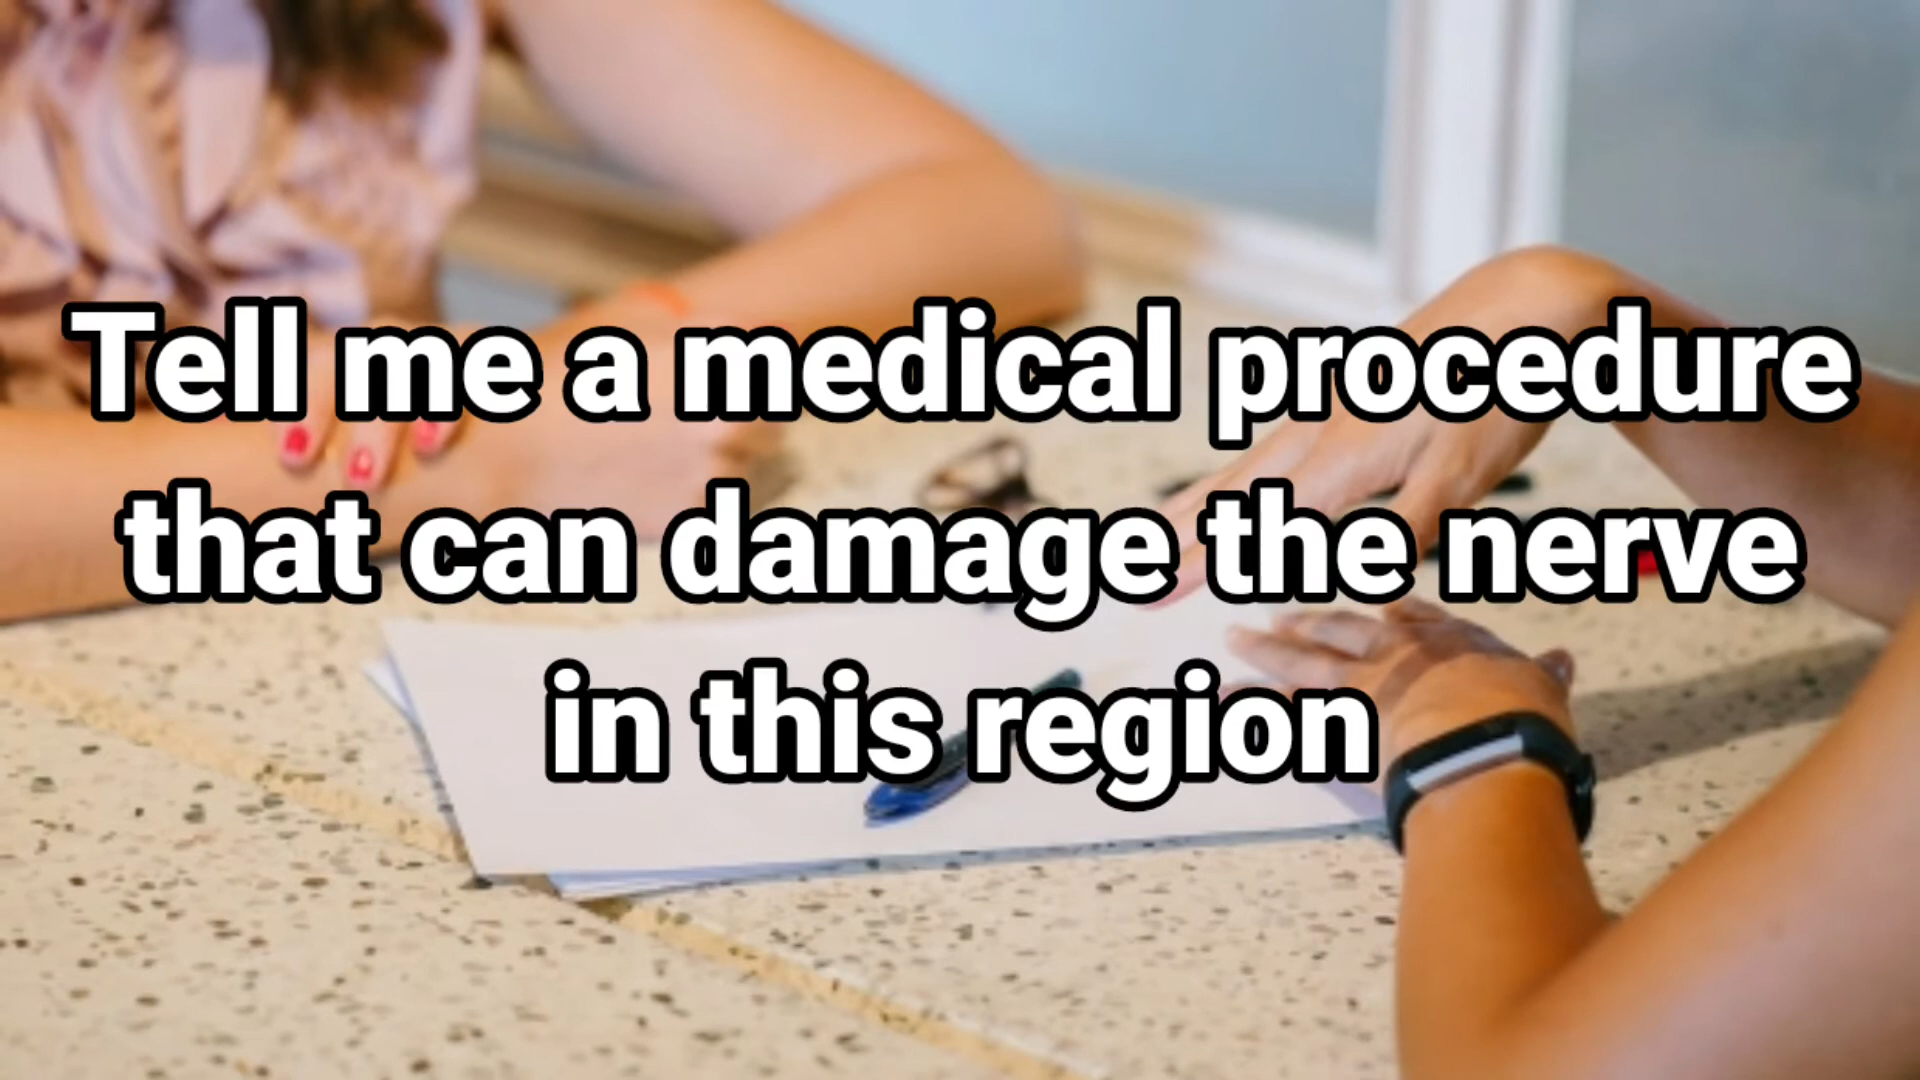 Tell me a medical procedure
that can damage the nerve
in this region